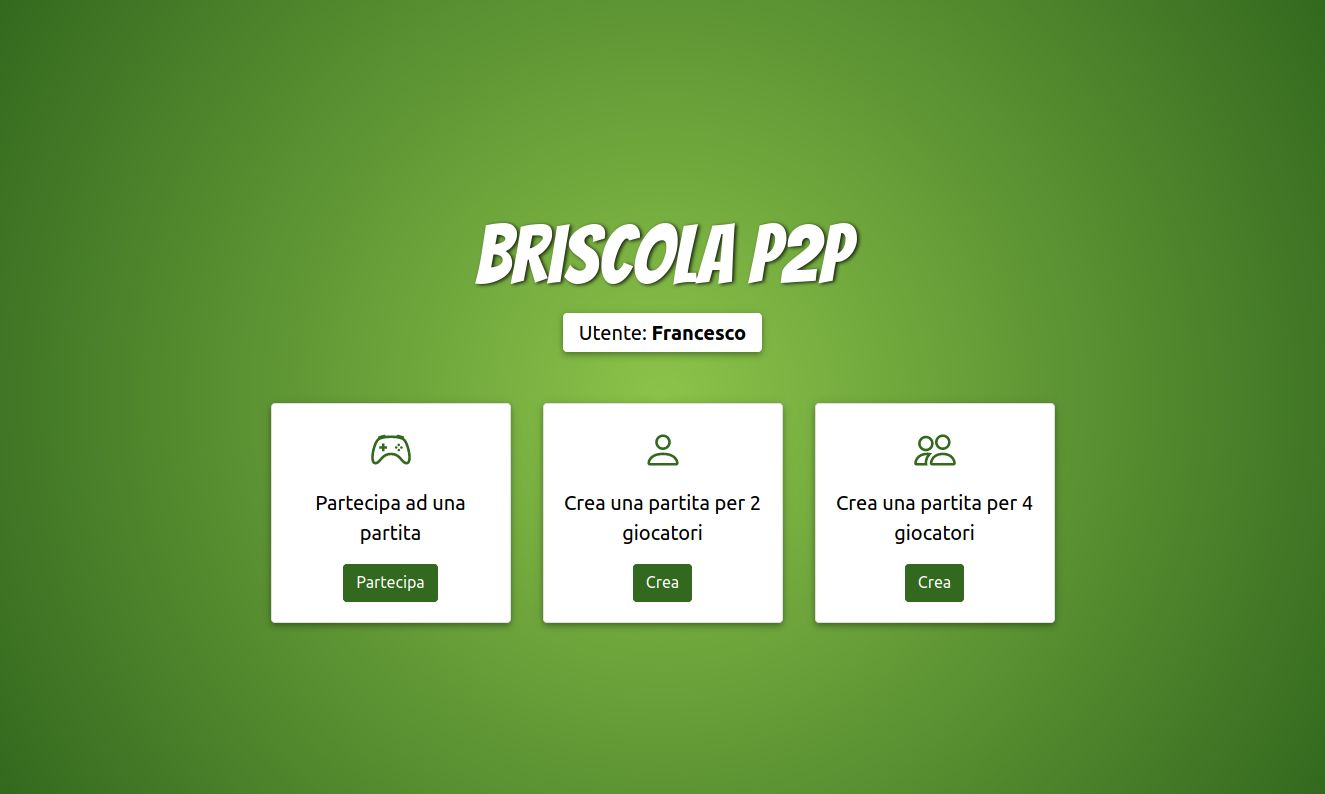 BRISCOLA P2P
Utente: Francesco
Partecipa ad una
partita
Partecipa
Crea una partita per 2
giocatori
Crea
Crea una partita per 4
giocatori
Crea